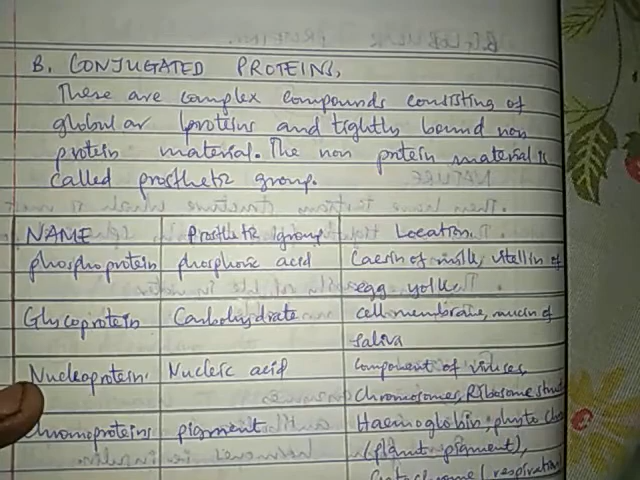 B. CONJUGATED PROTEINS,
These are complex compounds consisting of
globular proteins and tightly bound non
protein material. The non protein material is
called prosthetic group.
NAME Prosthetic group Location.
phosphoprotein phosphoric acid Casein of milk, vitallin of
egg yolk.
Glycoprotein Carbohydrate cell membrane, mucin of
saliva
Nucleoprotein. Nucleic acid Component of viruses,
Chromosomes, Ribosome
Chromoproteins pigment Haemoglobin, phyto
(plant pigment),
Cytochrome (respiration